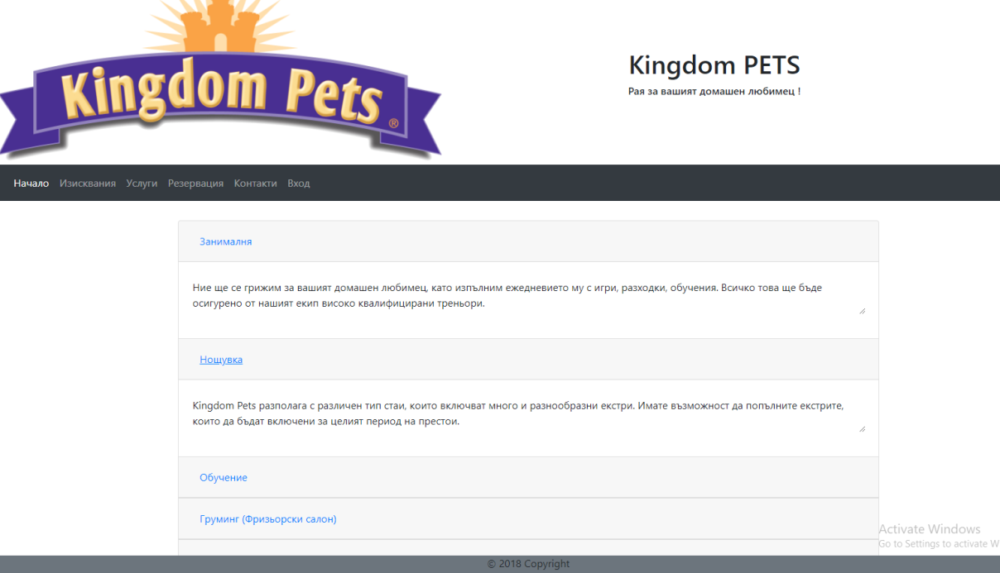 Kingdom Pets ®
Kingdom PETS
Рая за вашият домашен любимец !
Начало Изисквания Услуги Резервация Контакти Вход
Занималня
Ние ще се грижим за вашият домашен любимец, като изпълним ежедневието му с игри, разходки, обучения. Всичко това ще бъде
осигурено от нашият екип високо квалифицирани треньори.
Нощувка
Kingdom Pets разполага с различен тип стаи, които включват много и разнообразни екстри. Имате възможност да попълните екстрите,
които да бъдат включени за целият период на престои.
Обучение
Груминг (Фризьорски салон)
Activate Windows
Go to Settings to activate W
© 2018 Copyright